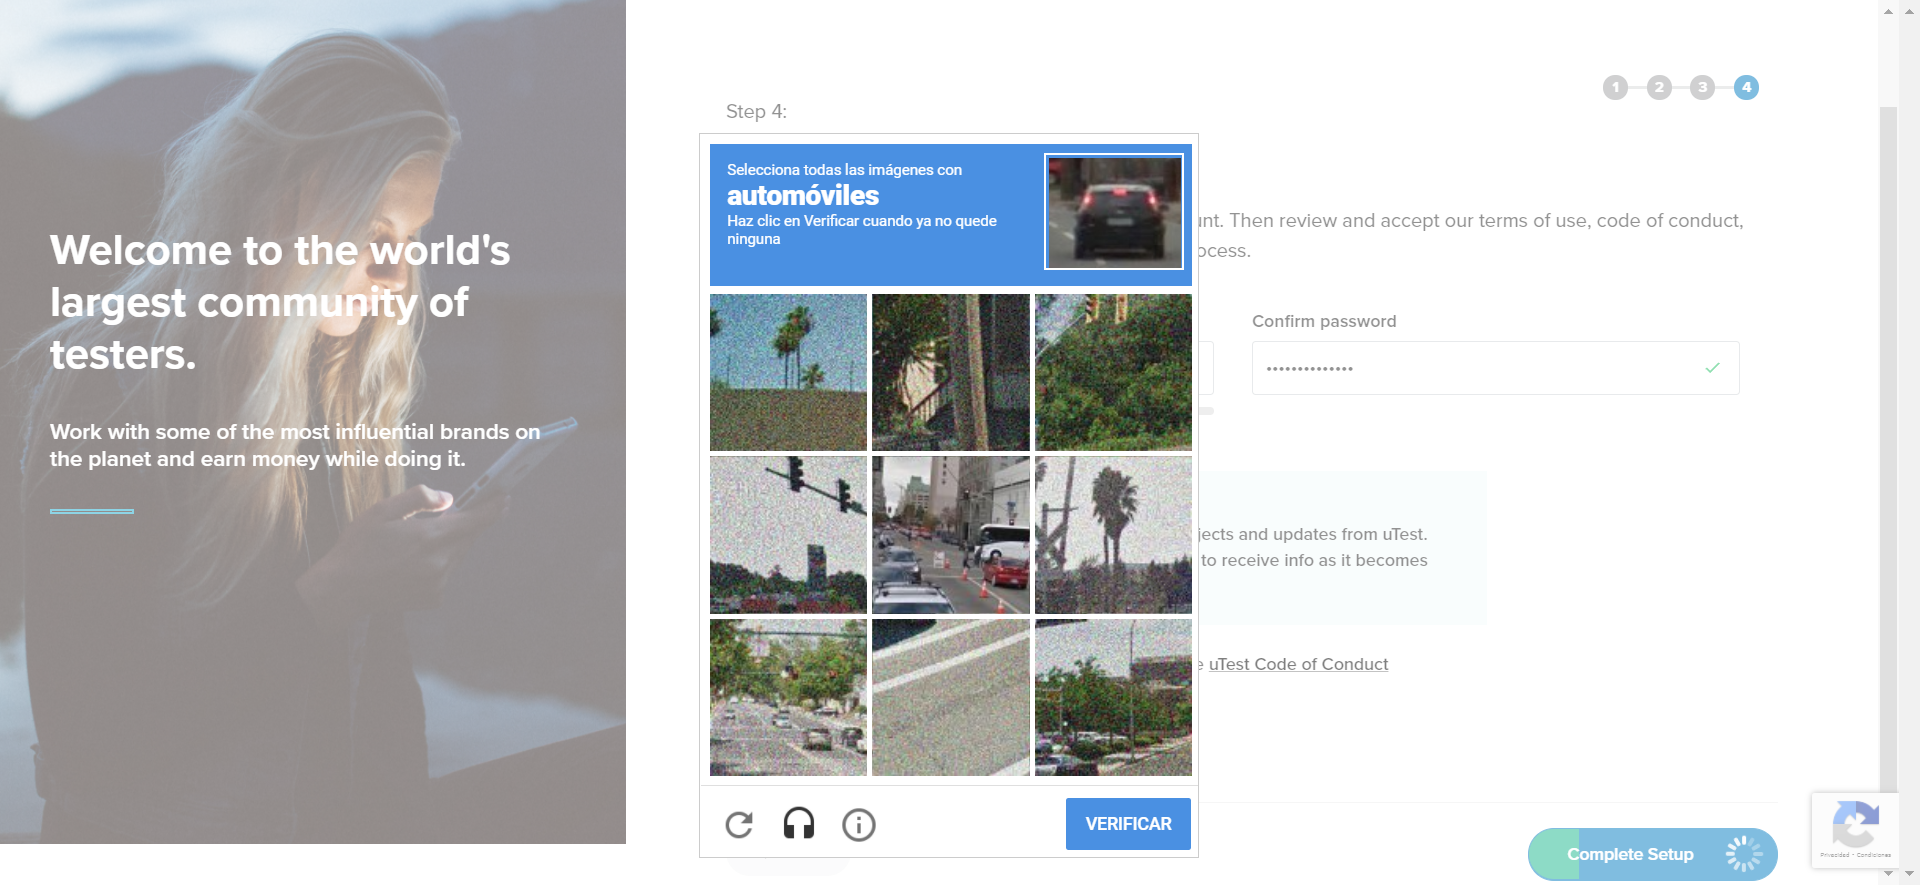 Welcome to the world's
largest community of
testers.
Work with some of the most influential brands on
the planet and earn money while doing it.
1 2 3 4
Step 4:
unt. Then review and accept our terms of use, code of conduct,
ocess.
Confirm password
jects and updates from uTest.
to receive info as it becomes
e uTest Code of Conduct
Selecciona todas las imágenes con
automóviles
Haz clic en Verificar cuando ya no quede
ninguna
VERIFICAR
Complete Setup
Privacidad - Condiciones